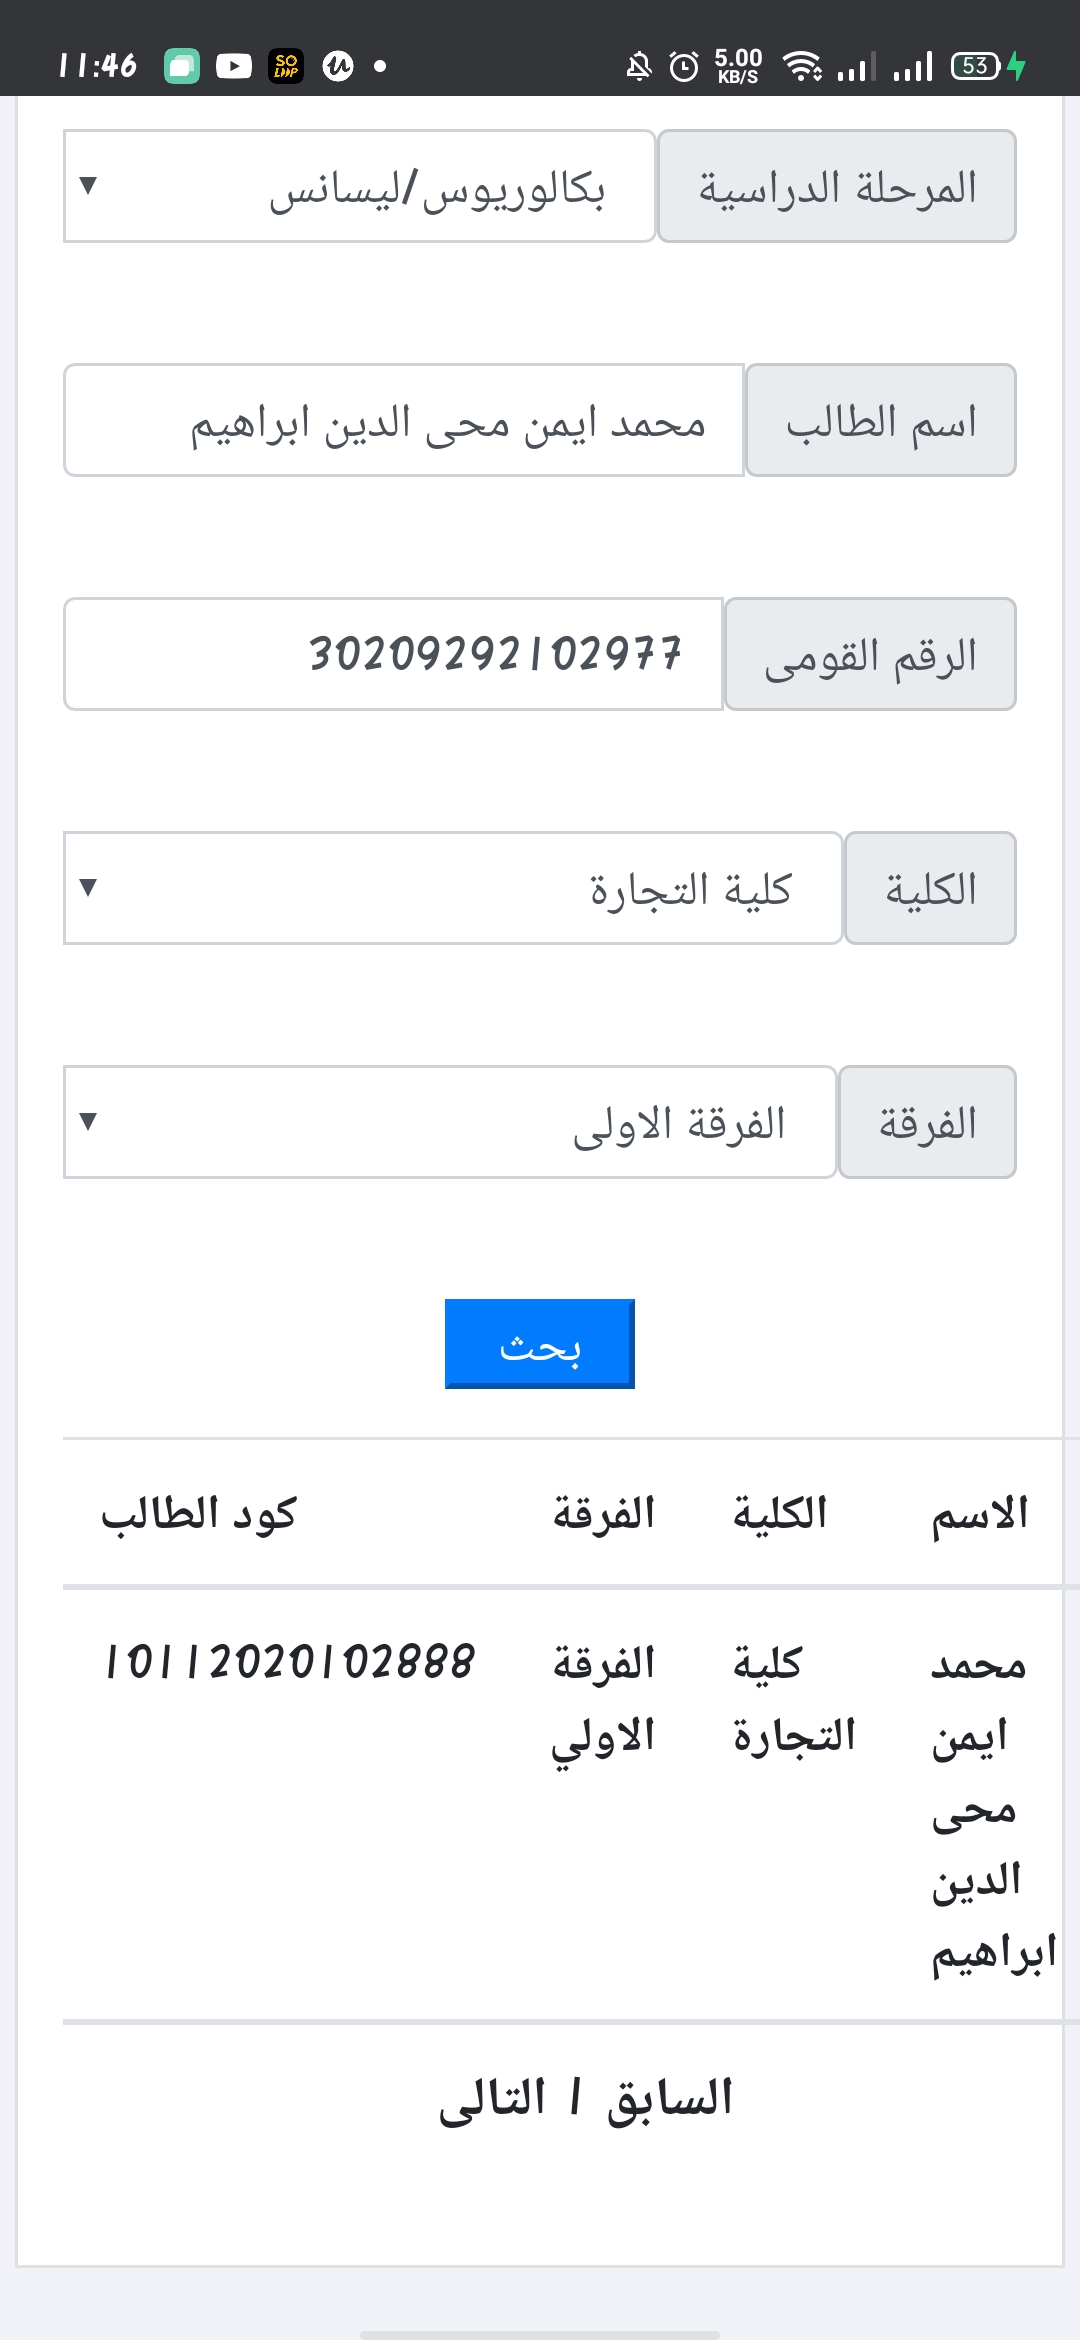 11:46
SO
LOOP
5.00
KB/S
53
المرحلة الدراسية
بكالوريوس/ليسانس
اسم الطالب
محمد ايمن محى الدين ابراهيم
الرقم القومى
30209292102977
الكلية
كلية التجارة
الفرقة
الفرقة الاولى
بحث
الاسم الكلية الفرقة كود الطالب
محمد كلية الفرقة 10112020102888
ايمن التجارة الاولي
محى
الدين
ابراهيم
السابق / التالى